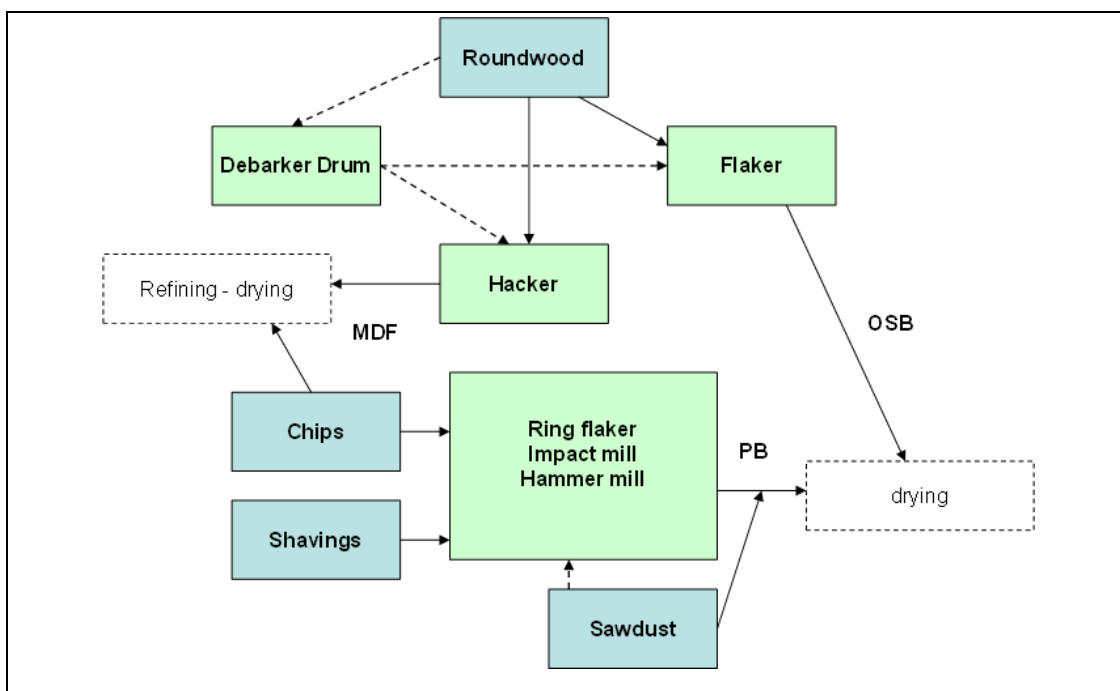 Roundwood
Debarker Drum
Flaker
Hacker
Refining - drying
MDF
OSB
Chips
Ring flaker
Impact mill
Hammer mill
PB
drying
Shavings
Sawdust